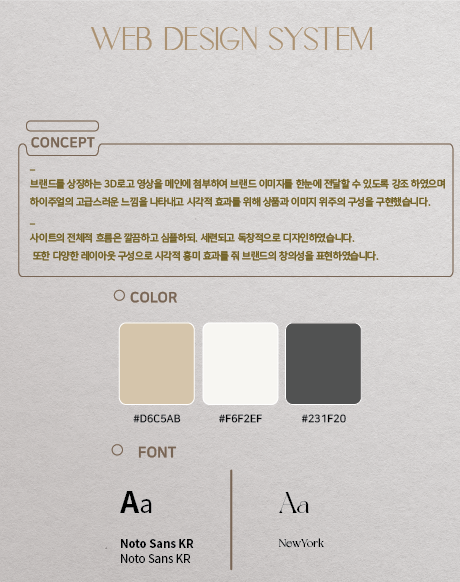 WEB DESIGN SYSTEM
CONCEPT
–
브랜드를 상징하는 3D로고 영상을 메인에 첨부하여 브랜드 이미지를 한눈에 전달할 수 있도록 강조 하였으며
하이주얼의 고급스러운 느낌을 나타내고 시각적 효과를 위해 상품과 이미지 위주의 구성을 구현했습니다.
–
사이트의 전체적 흐름은 깔끔하고 심플하되, 세련되고 독창적으로 디자인하였습니다.
또한 다양한 레이아웃 구성으로 시각적 흥미 효과를 줘 브랜드의 창의성을 표현하였습니다.
COLOR
#D6C5AB #F6F2EF #231F20
FONT
Aa Aa
Noto Sans KR NewYork
Noto Sans KR